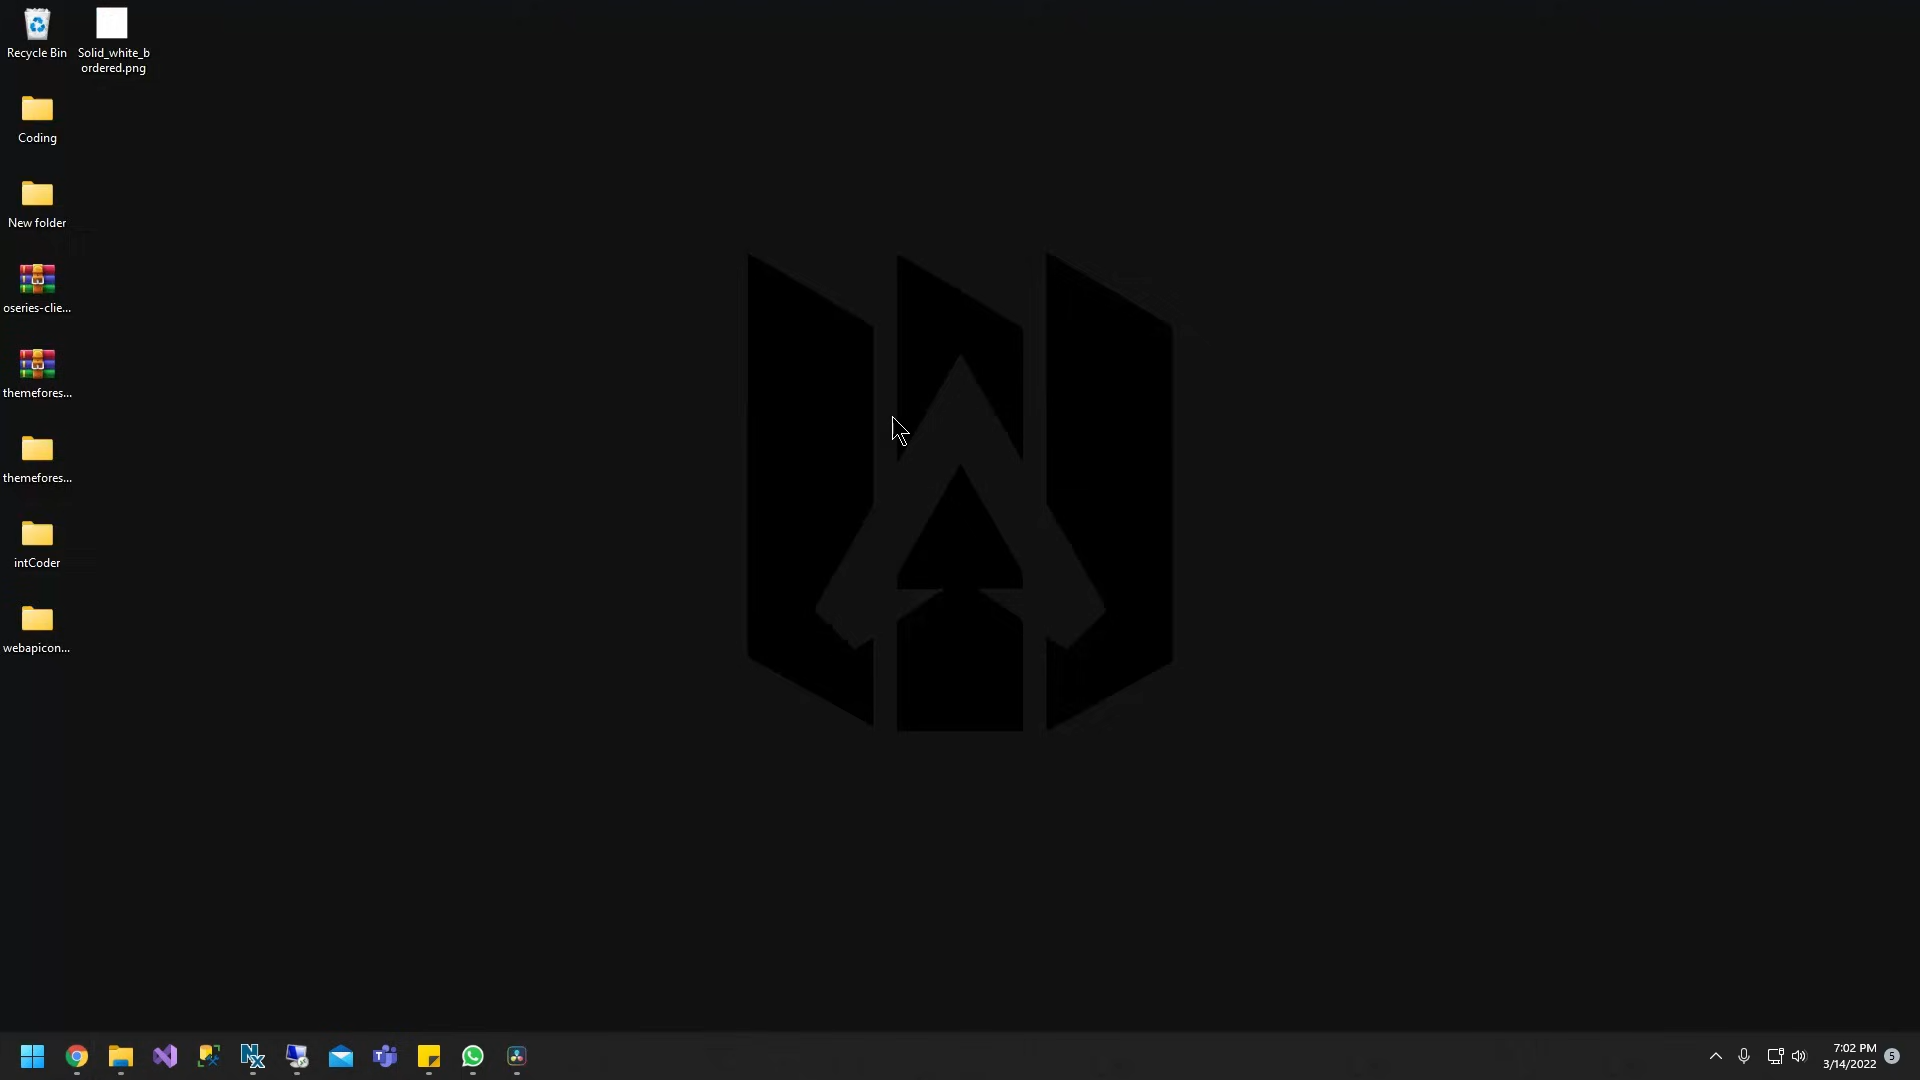 Recycle Bin
Solid_white_b
ordered.png
Coding
New folder
oseries-clie...
themefores...
themefores...
intCoder
webapicon...
7:02 PM
3/14/2022
5